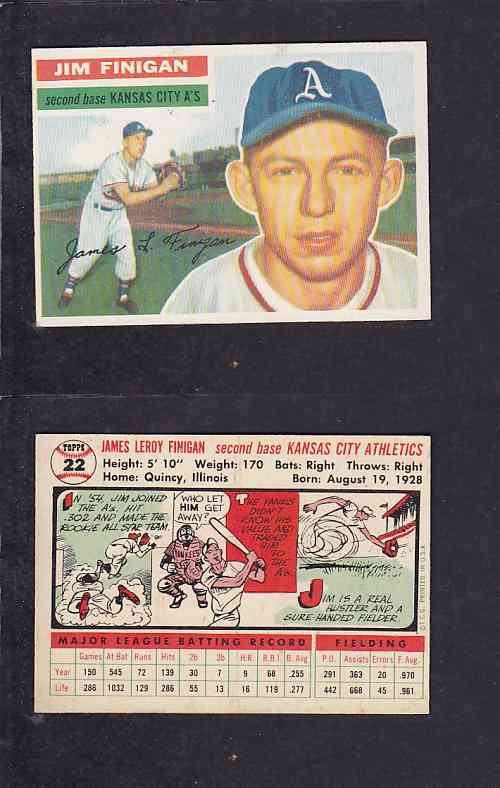 JIM FINIGAN
second base KANSAS CITY A'S
A
James L. Finigan
TOPPS
22
JAMES LEROY FINIGAN second base KANSAS CITY ATHLETICS
Height: 5' 10" Weight: 170 Bats: Right Throws: Right
Home: Quincy, Illinois Born: August 19, 1928
IN '54, JIM JOINED
THE A's, HIT
.302 AND MADE THE
ROOKIE ALL STAR TEAM.
WHO LET
HIM GET
AWAY?
YANKEES
THE YANKS
DIDN'T
KNOW HIS
VALUE AND
TRADED
HIM
TO
THE
A's.
JIM IS A REAL
HUSTLER AND A
SURE-HANDED FIELDER.
©T.C.G. PRINTED IN U.S.A.
MAJOR LEAGUE BATTING RECORD FIELDING
Games At Bat Runs Hits 2b 3b H.R. R.B.I. B. Avg P.O. Assists Errors F. Avg.
Year 150 545 72 139 30 7 9 68 .255 291 363 20 .970
Life 286 1032 129 286 55 13 16 119 .277 442 668 45 .961